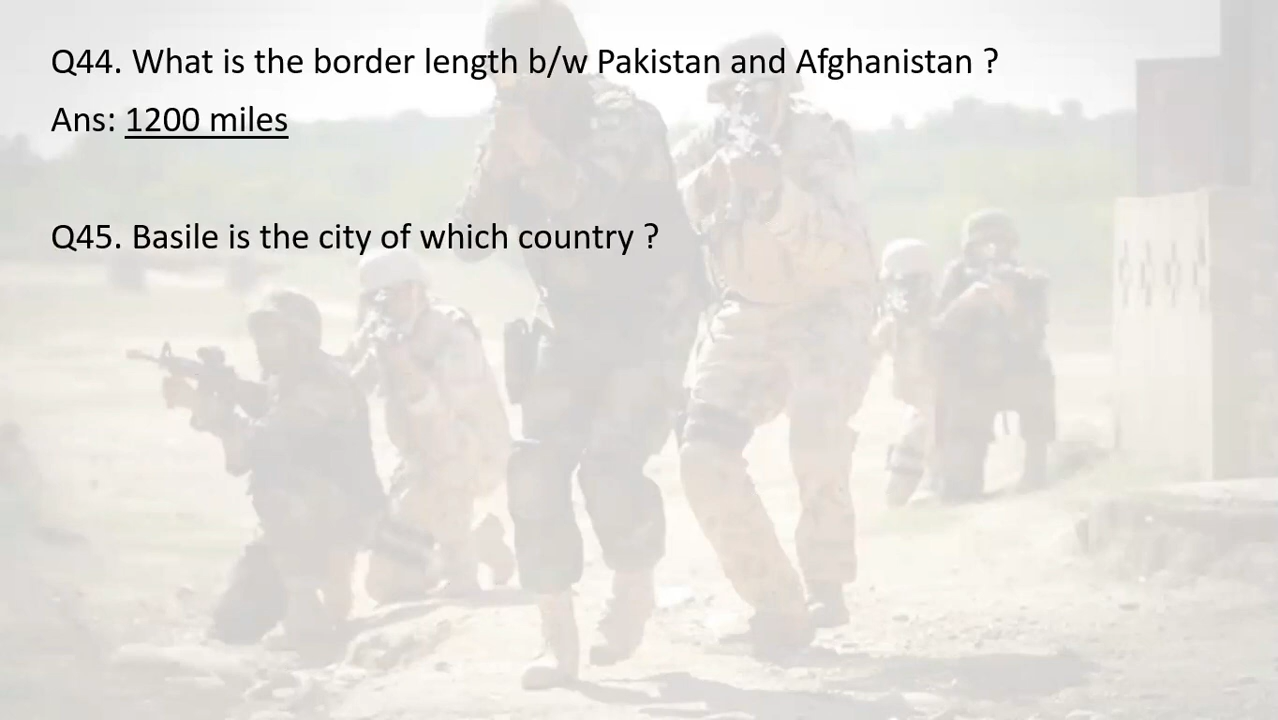 Q44. What is the border length b/w Pakistan and Afghanistan ?
Ans: 1200 miles
Q45. Basile is the city of which country ?